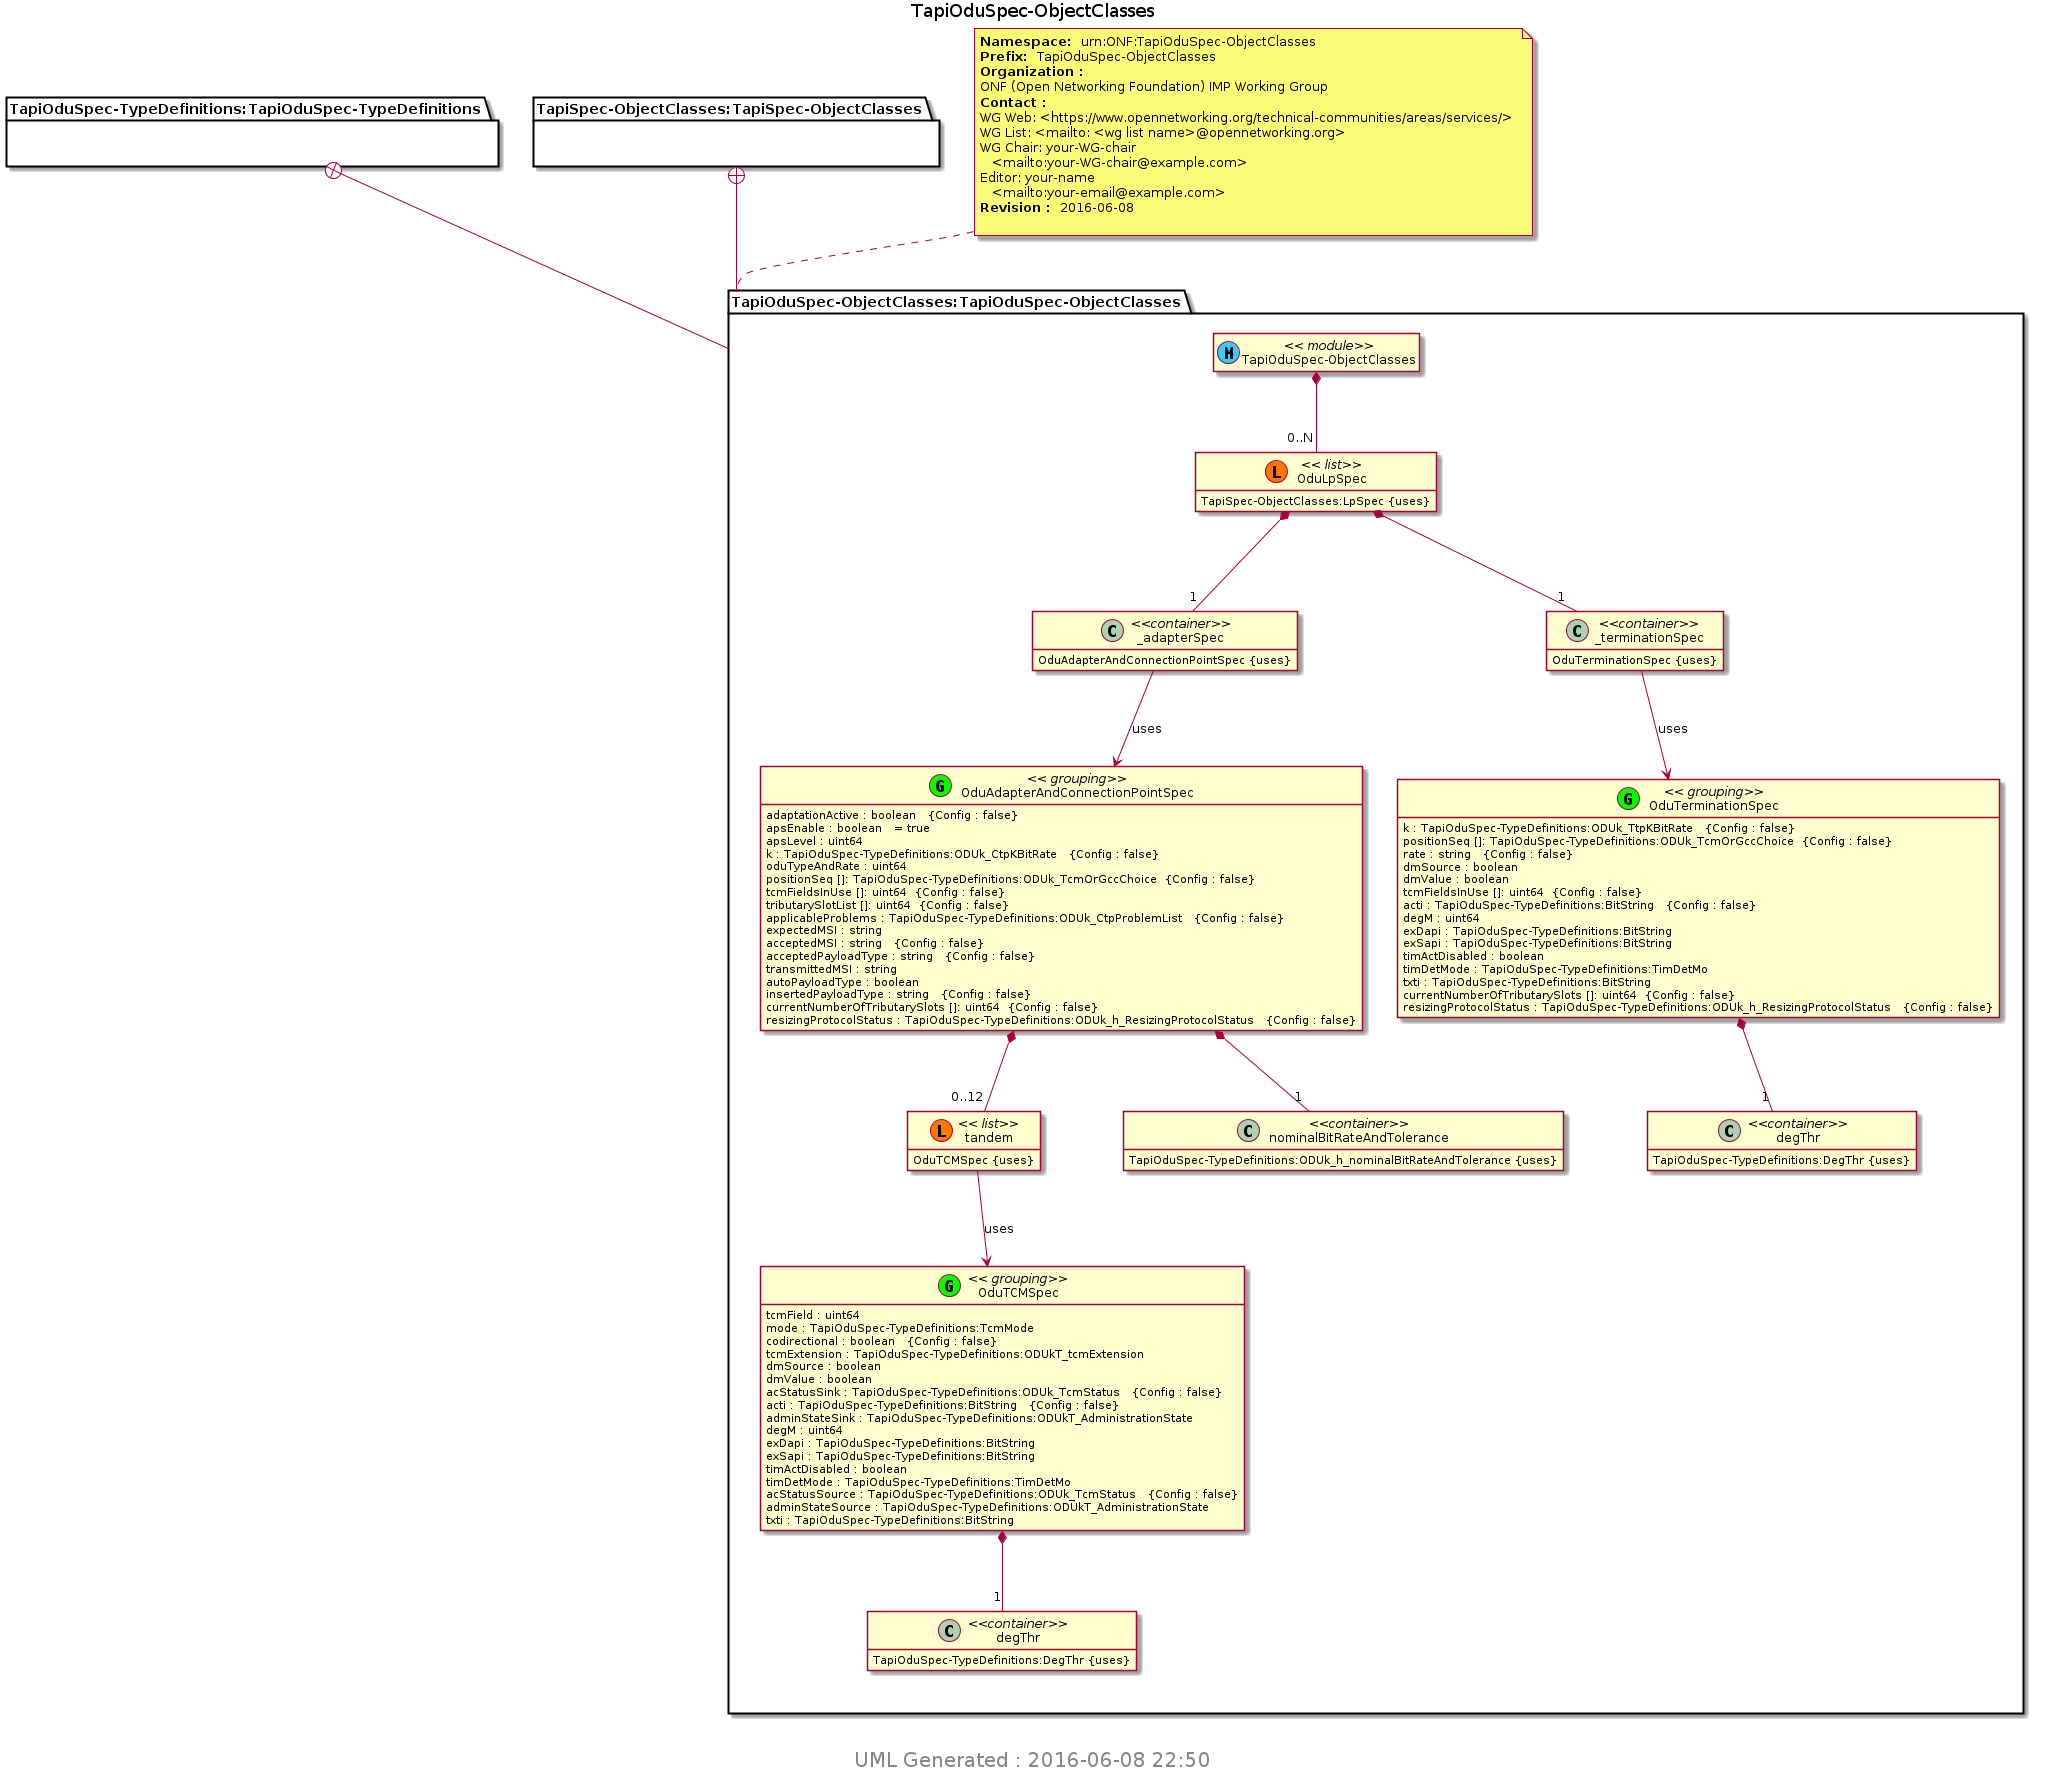 TapiOduSpec-ObjectClasses
Namespace:  urn:ONF:TapiOduSpec-ObjectClasses
Prefix:  TapiOduSpec-ObjectClasses
Organization :
ONF (Open Networking Foundation) IMP Working Group
Contact :
WG Web: <https://www.opennetworking.org/technical-communities/areas/services/>
WG List: <mailto: <wg list name>@opennetworking.org>
WG Chair: your-WG-chair
<mailto:your-WG-chair@example.com>
Editor: your-name
<mailto:your-email@example.com>
Revision :  2016-06-08
TapiOduSpec-TypeDefinitions:TapiOduSpec-TypeDefinitions
TapiSpec-ObjectClasses:TapiSpec-ObjectClasses
TapiOduSpec-ObjectClasses:TapiOduSpec-ObjectClasses
M
<< module>>
TapiOduSpec-ObjectClasses
0..N
L
<< list>>
OduLpSpec
TapiSpec-ObjectClasses:LpSpec {uses}
1
1
C
<<container>>
_adapterSpec
OduAdapterAndConnectionPointSpec {uses}
C
<<container>>
_terminationSpec
OduTerminationSpec {uses}
uses
uses
G
<< grouping>>
OduAdapterAndConnectionPointSpec
adaptationActive : boolean   {Config : false}
apsEnable : boolean   = true
apsLevel : uint64
k : TapiOduSpec-TypeDefinitions:ODUk_CtpKBitRate   {Config : false}
oduTypeAndRate : uint64
positionSeq []: TapiOduSpec-TypeDefinitions:ODUk_TcmOrGccChoice  {Config : false}
tcmFieldsInUse []: uint64  {Config : false}
tributarySlotList []: uint64  {Config : false}
applicableProblems : TapiOduSpec-TypeDefinitions:ODUk_CtpProblemList   {Config : false}
expectedMSI : string
acceptedMSI : string   {Config : false}
acceptedPayloadType : string   {Config : false}
transmittedMSI : string
autoPayloadType : boolean
insertedPayloadType : string   {Config : false}
currentNumberOfTributarySlots []: uint64  {Config : false}
resizingProtocolStatus : TapiOduSpec-TypeDefinitions:ODUk_h_ResizingProtocolStatus   {Config : false}
G
<< grouping>>
OduTerminationSpec
k : TapiOduSpec-TypeDefinitions:ODUk_TtpKBitRate   {Config : false}
positionSeq []: TapiOduSpec-TypeDefinitions:ODUk_TcmOrGccChoice  {Config : false}
rate : string   {Config : false}
dmSource : boolean
dmValue : boolean
tcmFieldsInUse []: uint64  {Config : false}
acti : TapiOduSpec-TypeDefinitions:BitString   {Config : false}
degM : uint64
exDapi : TapiOduSpec-TypeDefinitions:BitString
exSapi : TapiOduSpec-TypeDefinitions:BitString
timActDisabled : boolean
timDetMode : TapiOduSpec-TypeDefinitions:TimDetMo
txti : TapiOduSpec-TypeDefinitions:BitString
currentNumberOfTributarySlots []: uint64  {Config : false}
resizingProtocolStatus : TapiOduSpec-TypeDefinitions:ODUk_h_ResizingProtocolStatus   {Config : false}
0..12
1
1
L
<< list>>
tandem
OduTCMSpec {uses}
C
<<container>>
nominalBitRateAndTolerance
TapiOduSpec-TypeDefinitions:ODUk_h_nominalBitRateAndTolerance {uses}
C
<<container>>
degThr
TapiOduSpec-TypeDefinitions:DegThr {uses}
uses
G
<< grouping>>
OduTCMSpec
tcmField : uint64
mode : TapiOduSpec-TypeDefinitions:TcmMode
codirectional : boolean   {Config : false}
tcmExtension : TapiOduSpec-TypeDefinitions:ODUkT_tcmExtension
dmSource : boolean
dmValue : boolean
acStatusSink : TapiOduSpec-TypeDefinitions:ODUk_TcmStatus   {Config : false}
acti : TapiOduSpec-TypeDefinitions:BitString   {Config : false}
adminStateSink : TapiOduSpec-TypeDefinitions:ODUkT_AdministrationState
degM : uint64
exDapi : TapiOduSpec-TypeDefinitions:BitString
exSapi : TapiOduSpec-TypeDefinitions:BitString
timActDisabled : boolean
timDetMode : TapiOduSpec-TypeDefinitions:TimDetMo
acStatusSource : TapiOduSpec-TypeDefinitions:ODUk_TcmStatus   {Config : false}
adminStateSource : TapiOduSpec-TypeDefinitions:ODUkT_AdministrationState
txti : TapiOduSpec-TypeDefinitions:BitString
1
C
<<container>>
degThr
TapiOduSpec-TypeDefinitions:DegThr {uses}
UML Generated : 2016-06-08 22:50